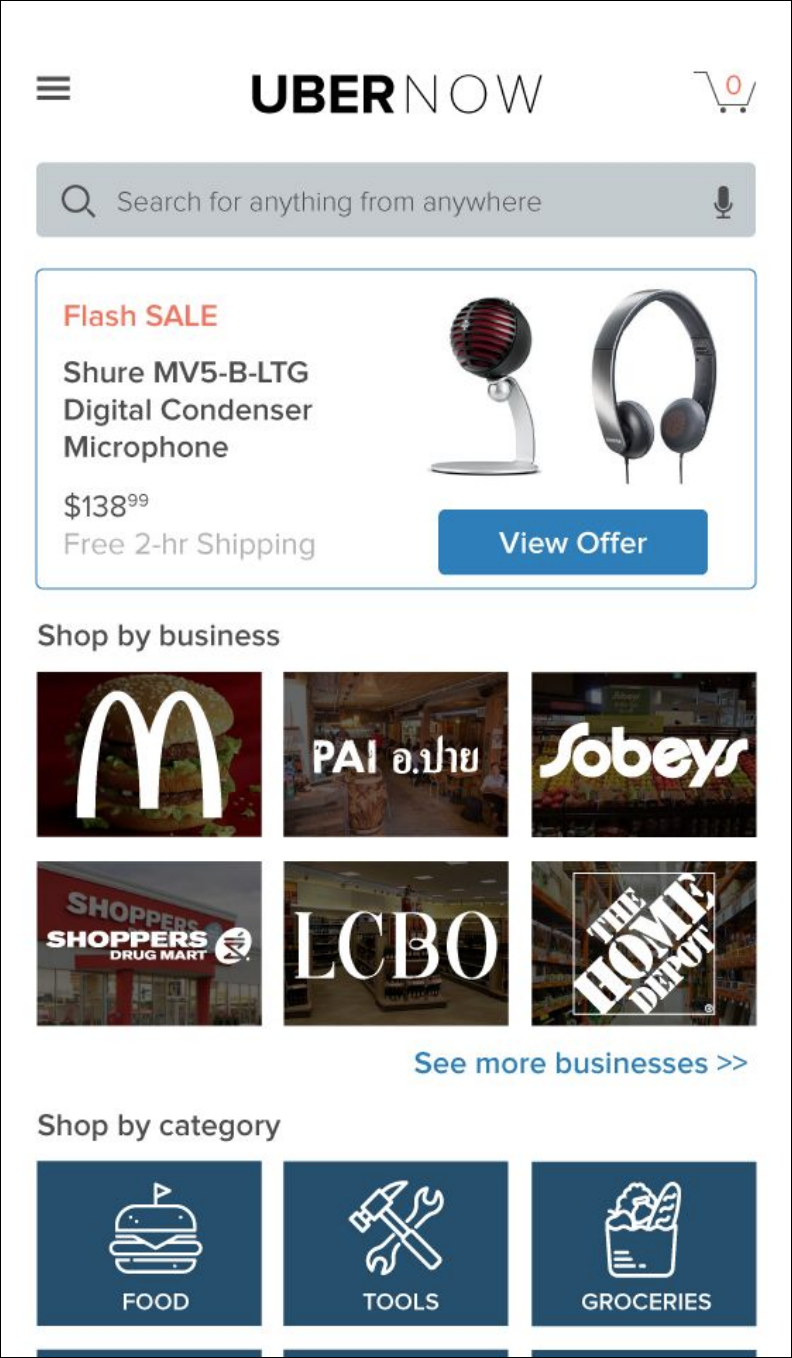 UBERNOW
0
Search for anything from anywhere
Flash SALE
Shure MV5-B-LTG
Digital Condenser
Microphone
$138⁹⁹
Free 2-hr Shipping
View Offer
Shop by business
M
PAI อ.ปาย
Sobeys
Sobeys
SHOPPERS
SHOPPERS
DRUG MART
LCBO
THE
HOME
DEPOT
®
See more businesses >>
Shop by category
FOOD
TOOLS
GROCERIES